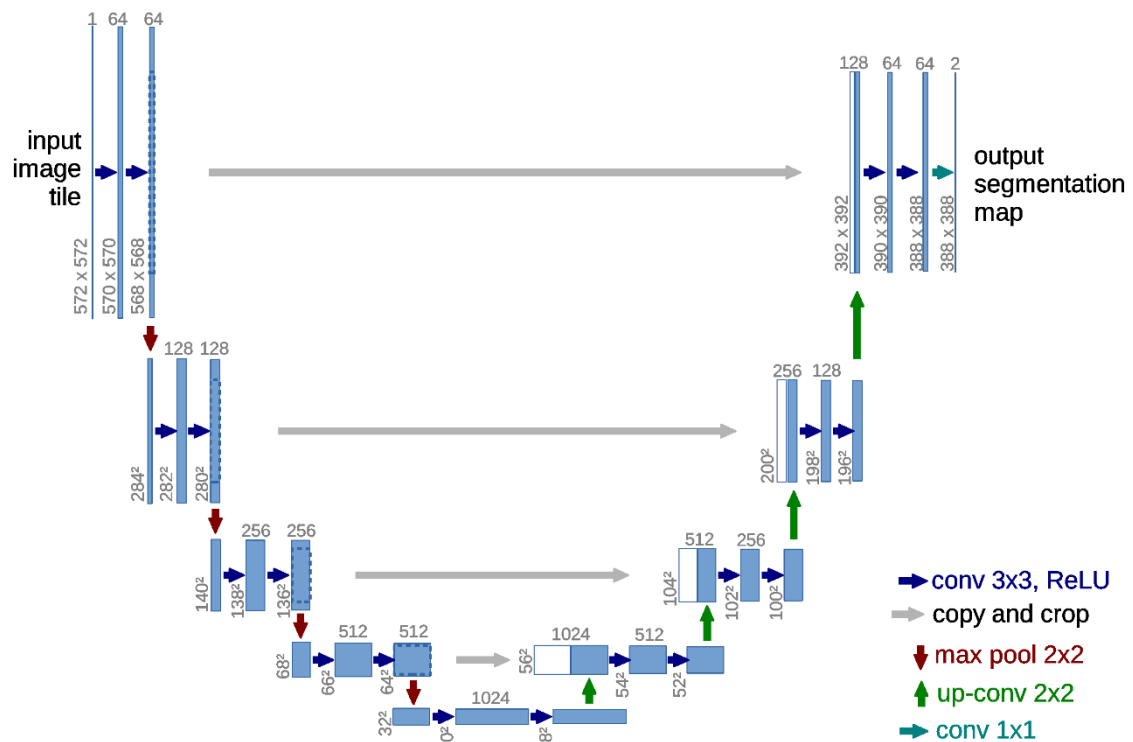 1 64 64
128 64 64 2
input
image
tile
output
segmentation
map
572 x 572
570 x 570
568 x 568
392 x 392
390 x 390
388 x 388
388 x 388
128 128
256 128
284²
282²
280²
200²
198²
196²
256 256
512 256
140²
138²
136²
104²
102²
100²
512 512
1024 512
68²
66²
64²
56²
54²
52²
1024
32²
0²
8²
conv 3x3, ReLU
copy and crop
max pool 2x2
up-conv 2x2
conv 1x1